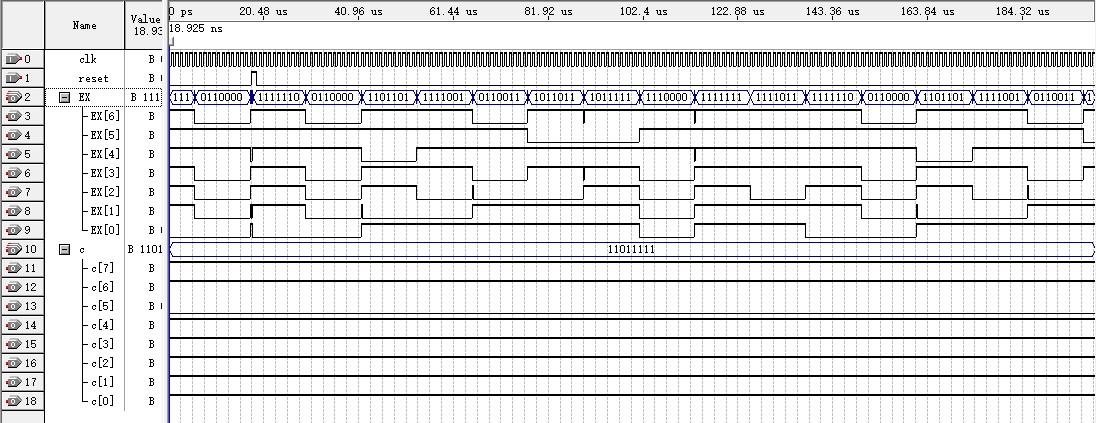 Name Value 18.93 0 ps 20.48 us 40.96 us 61.44 us 81.92 us 102.4 us 122.88 us 143.36 us 163.84 us 184.32 us
18.925 ns
0 clk B
1 reset B
2 EX B 111 111 0110000 1111110 0110000 1101101 1111001 0110011 1011011 1011111 1110000 1111111 1111011 1111110 0110000 1101101 1111001 0110011
3 EX[6] B
4 EX[5] B
5 EX[4] B
6 EX[3] B
7 EX[2] B
8 EX[1] B
9 EX[0] B
10 c B 1101 11011111
11 c[7] B
12 c[6] B
13 c[5] B
14 c[4] B
15 c[3] B
16 c[2] B
17 c[1] B
18 c[0] B